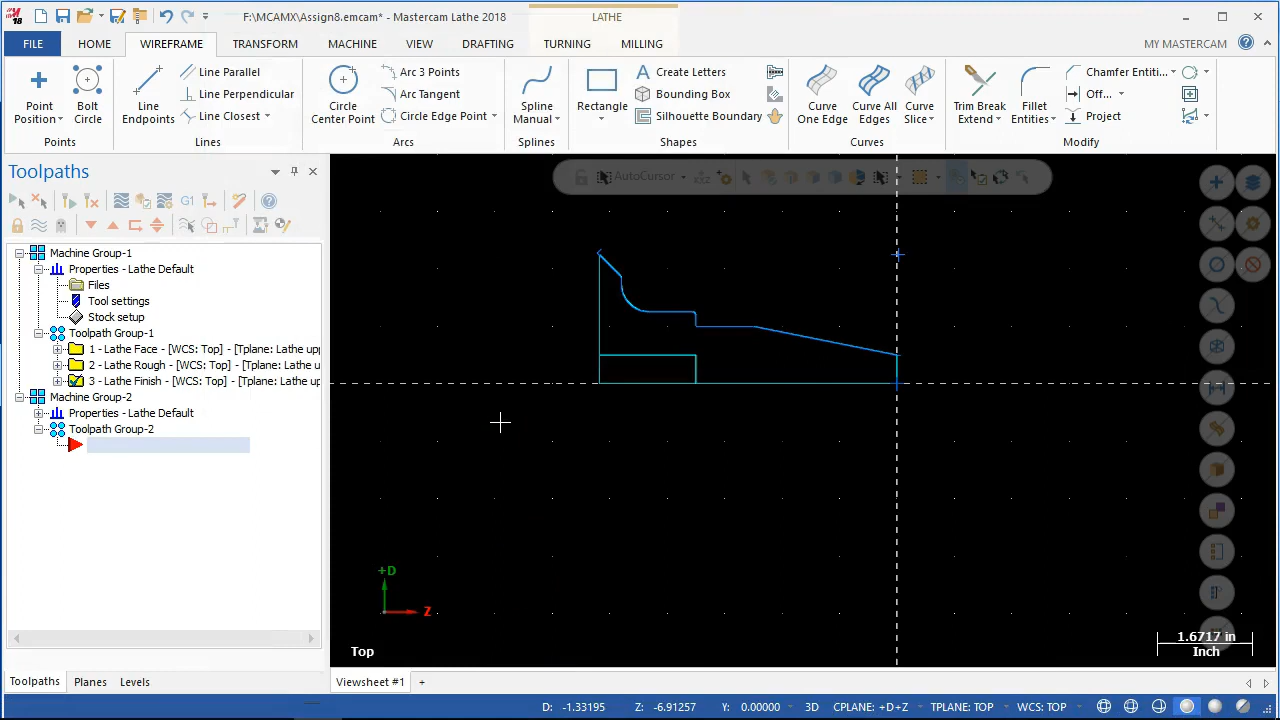 F:\MCAMX\Assign8.emcam* - Mastercam Lathe 2018
LATHE
FILE HOME WIREFRAME TRANSFORM MACHINE VIEW DRAFTING TURNING MILLING MY MASTERCAM
Point Position
Bolt Circle
Points
Line Endpoints
Line Parallel
Line Perpendicular
Line Closest
Lines
Circle Center Point
Arc 3 Points
Arc Tangent
Circle Edge Point
Arcs
Spline Manual
Splines
Rectangle
Create Letters
Bounding Box
Silhouette Boundary
Shapes
Curve One Edge
Curve All Edges
Curve Slice
Curves
Trim Break Extend
Fillet Entities
Chamfer Entiti...
Off...
Project
Modify
Toolpaths
G1
AutoCursor
XYZ
Machine Group-1
Properties - Lathe Default
Files
Tool settings
Stock setup
Toolpath Group-1
1 - Lathe Face - [WCS: Top] - [Tplane: Lathe upp
2 - Lathe Rough - [WCS: Top] - [Tplane: Lathe u
3 - Lathe Finish - [WCS: Top] - [Tplane: Lathe up
Machine Group-2
Properties - Lathe Default
Toolpath Group-2
+D
Z
Top
1.6717 in
Inch
Toolpaths Planes Levels
Viewsheet #1 +
D: -1.33195 Z: -6.91257 Y: 0.00000 3D CPLANE: +D+Z TPLANE: TOP WCS: TOP